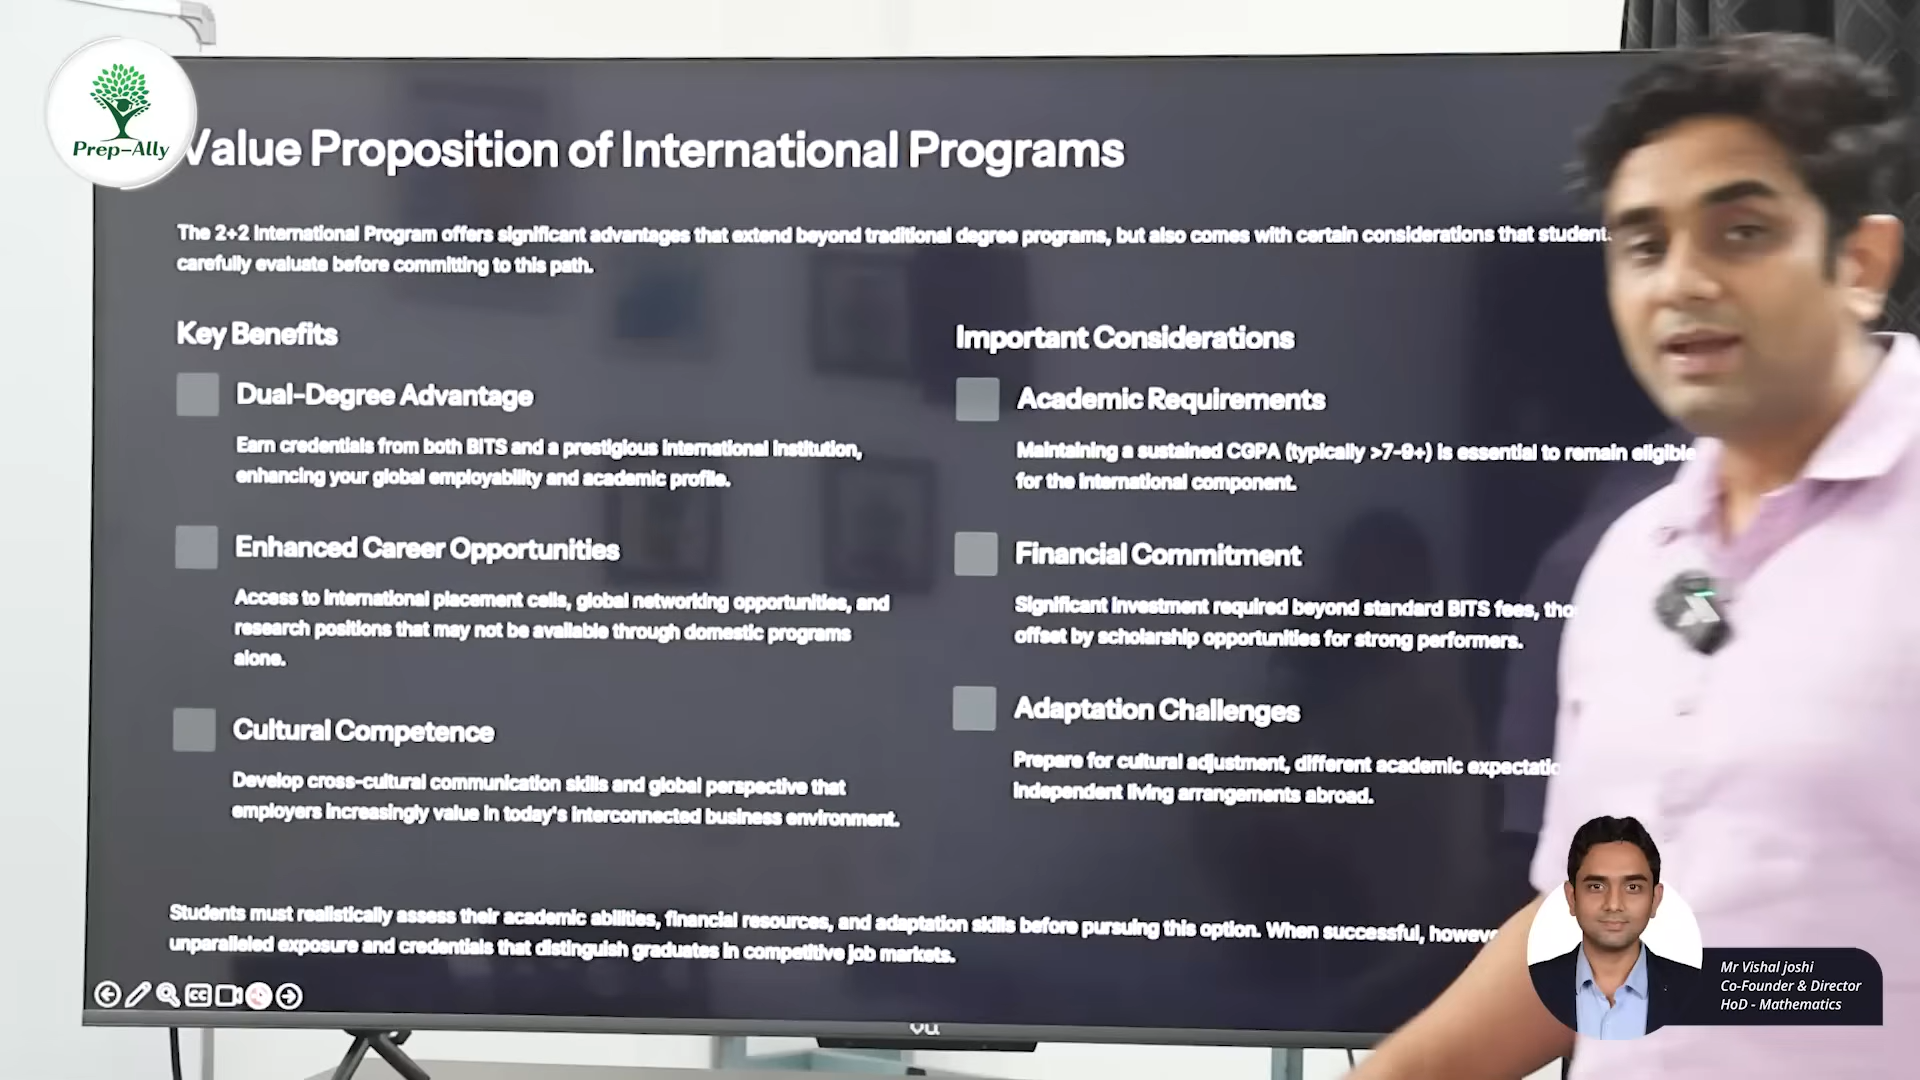 Prep-Ally
Value Proposition of International Programs
The 2+2 International Program offers significant advantages that extend beyond traditional degree programs, but also comes with certain considerations that student
carefully evaluate before committing to this path.
Key Benefits
Dual-Degree Advantage
Earn credentials from both BITS and a prestigious international institution,
enhancing your global employability and academic profile.
Enhanced Career Opportunities
Access to international placement cells, global networking opportunities, and
research positions that may not be available through domestic programs
alone.
Cultural Competence
Develop cross-cultural communication skills and global perspective that
employers increasingly value in today's interconnected business environment.
Important Considerations
Academic Requirements
Maintaining a sustained CGPA (typically >7-9+) is essential to remain eligible
for the international component.
Financial Commitment
Significant investment required beyond standard BITS fees, tho
offset by scholarship opportunities for strong performers.
Adaptation Challenges
Prepare for cultural adjustment, different academic expectatio
independent living arrangements abroad.
Students must realistically assess their academic abilities, financial resources, and adaptation skills before pursuing this option. When successful, howeve
unparalleled exposure and credentials that distinguish graduates in competitive job markets.
CC
Vu
Mr Vishal joshi
Co-Founder & Director
HoD - Mathematics